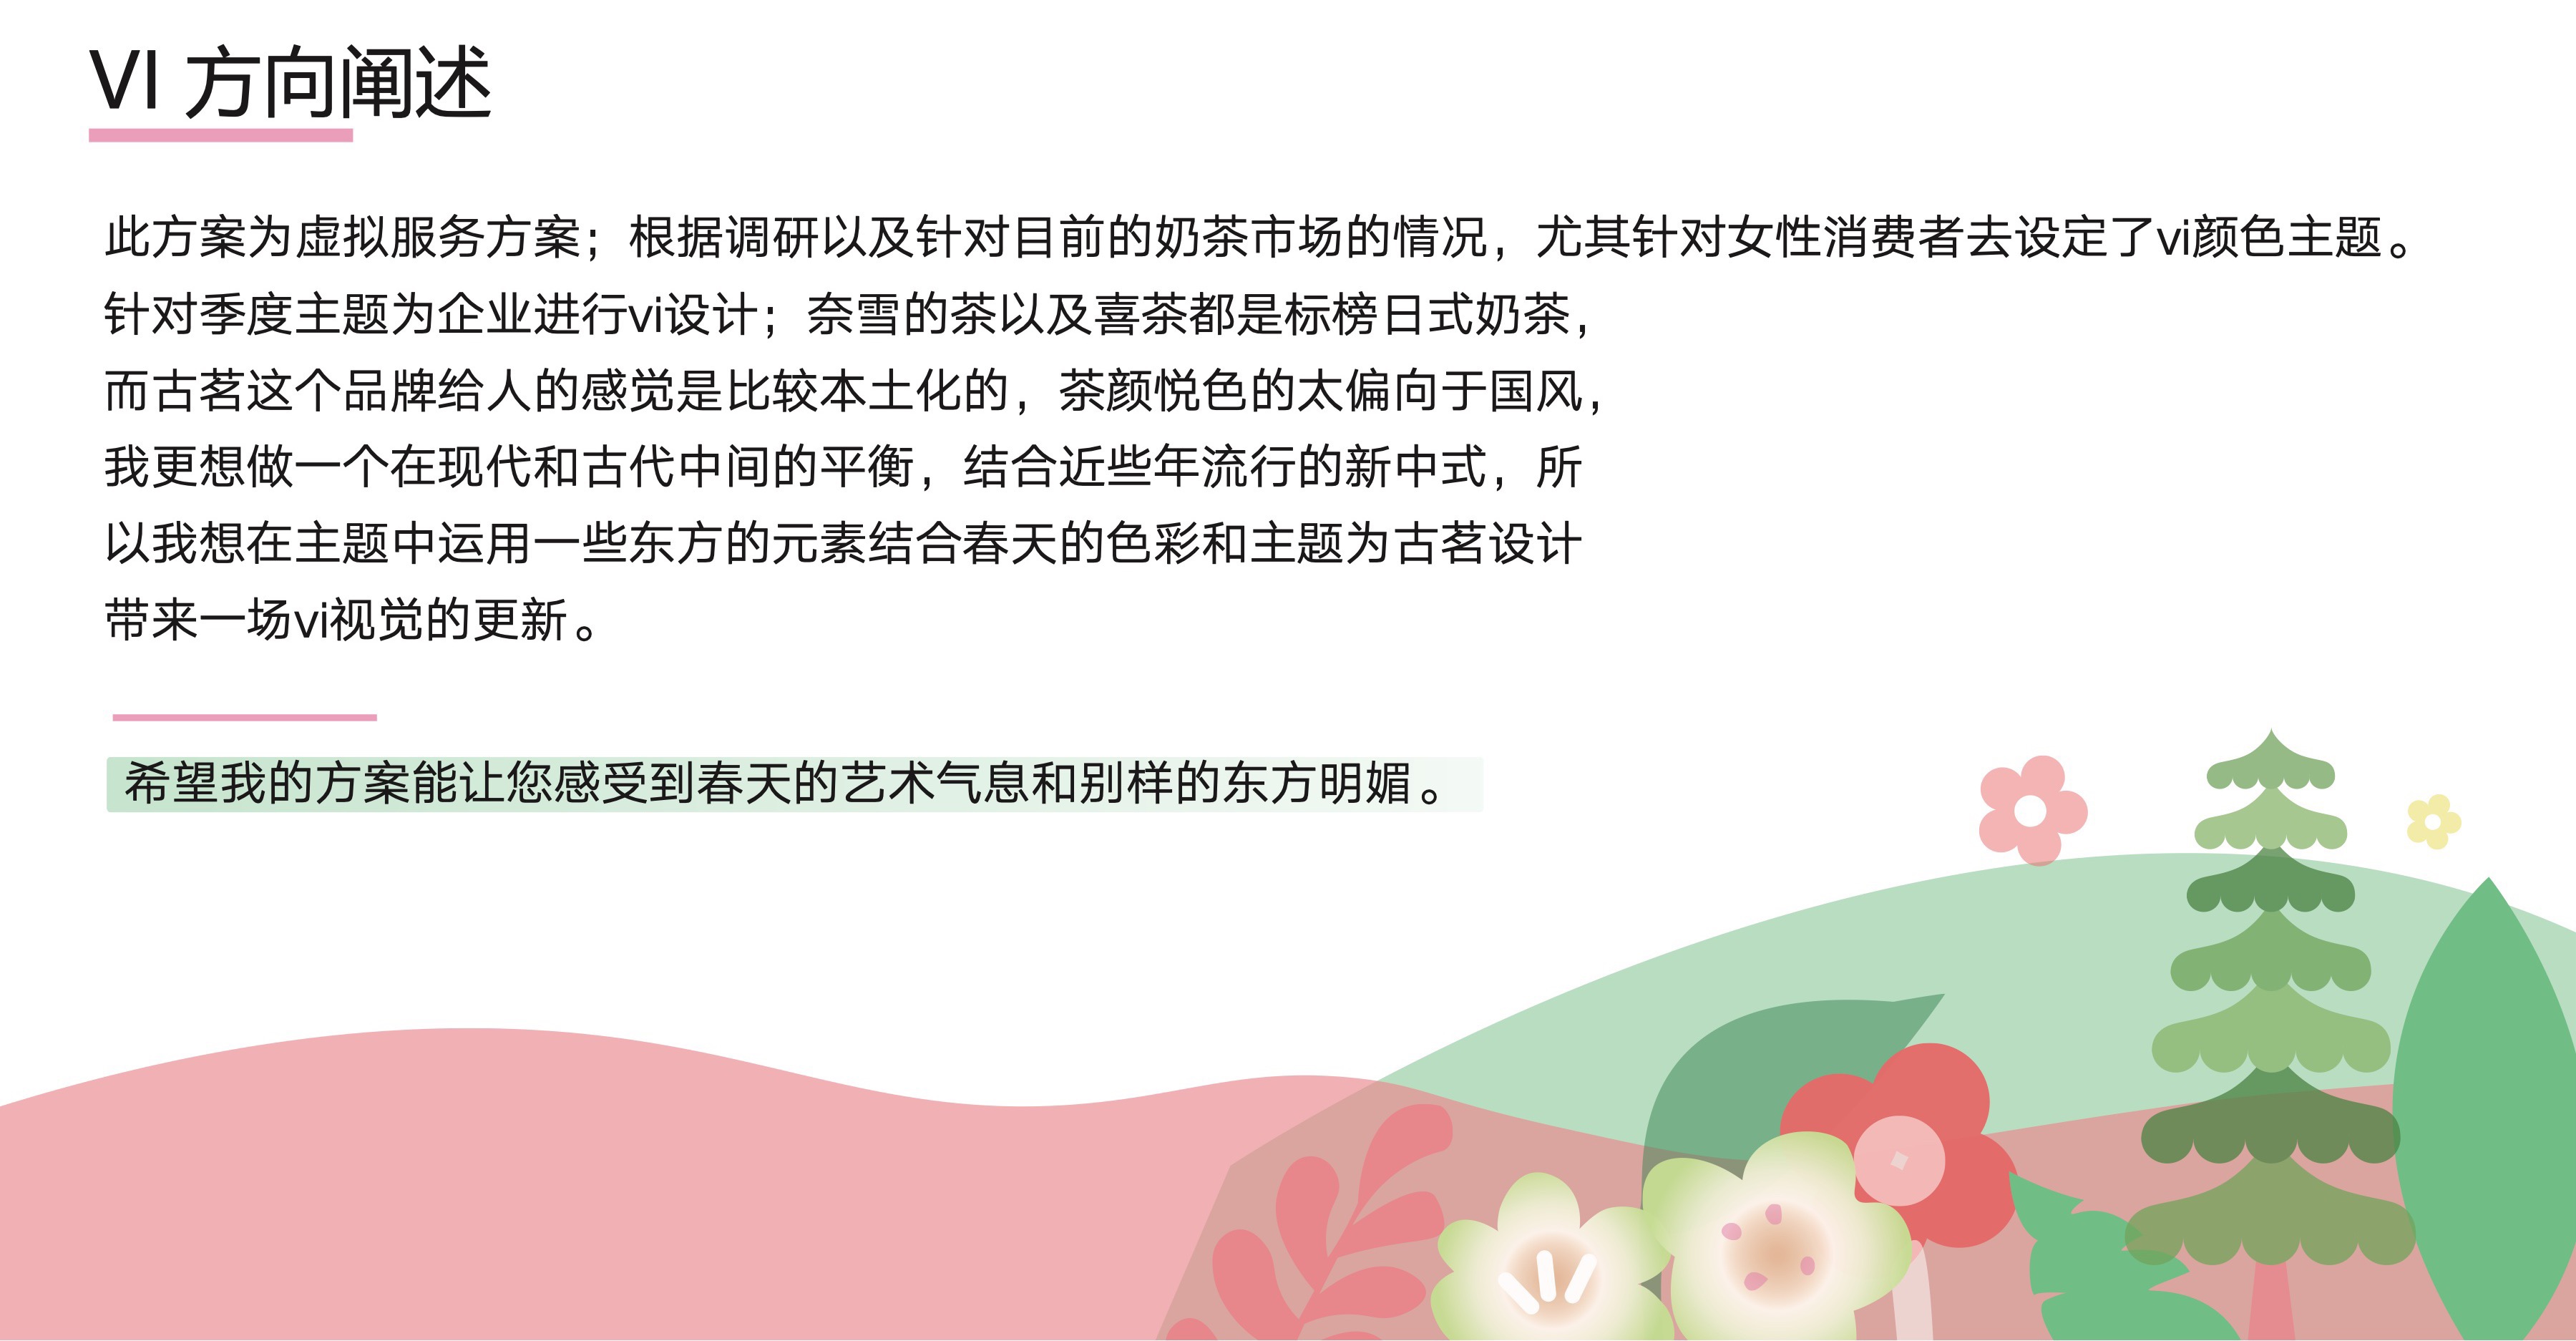 VI 方向阐述
此方案为虚拟服务方案；根据调研以及针对目前的奶茶市场的情况，尤其针对女性消费者去设定了vi颜色主题。
针对季度主题为企业进行vi设计；奈雪的茶以及喜茶都是标榜日式奶茶，
而古茗这个品牌给人的感觉是比较本土化的，茶颜悦色的太偏向于国风，
我更想做一个在现代和古代中间的平衡，结合近些年流行的新中式，所
以我想在主题中运用一些东方的元素结合春天的色彩和主题为古茗设计
带来一场vi视觉的更新。
希望我的方案能让您感受到春天的艺术气息和别样的东方明媚。